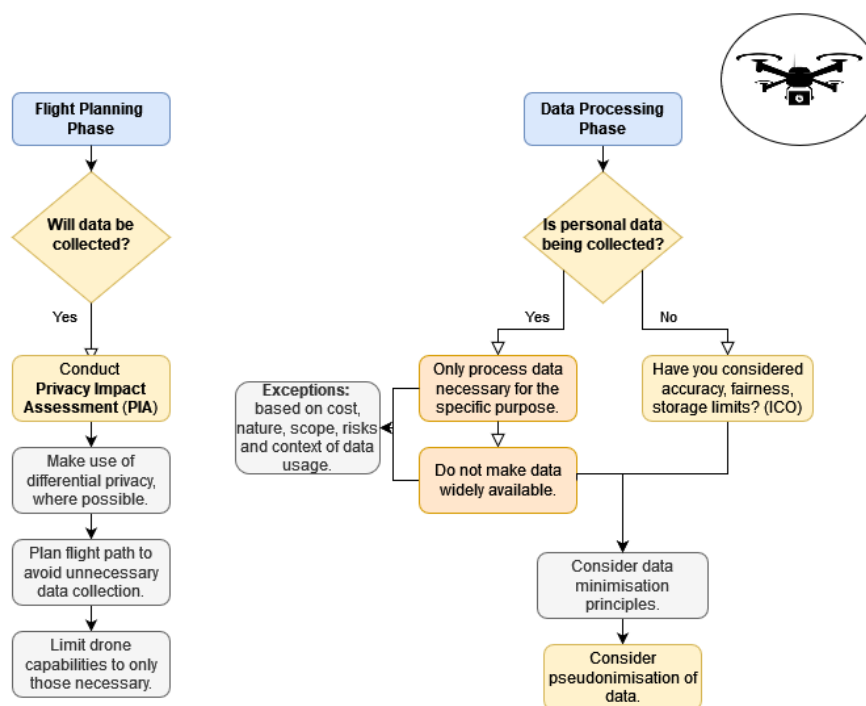 Flight Planning
Phase
Will data be
collected?
Yes
Conduct
Privacy Impact
Assessment (PIA)
Make use of
differential privacy,
where possible.
Plan flight path to
avoid unnecessary
data collection.
Limit drone
capabilities to only
those necessary.
Data Processing
Phase
Is personal data
being collected?
Yes
No
Only process data
necessary for the
specific purpose.
Have you considered
accuracy, fairness,
storage limits? (ICO)
Exceptions:
based on cost,
nature, scope, risks
and context of data
usage.
Do not make data
widely available.
Consider data
minimisation
principles.
Consider
pseudonimisation of
data.